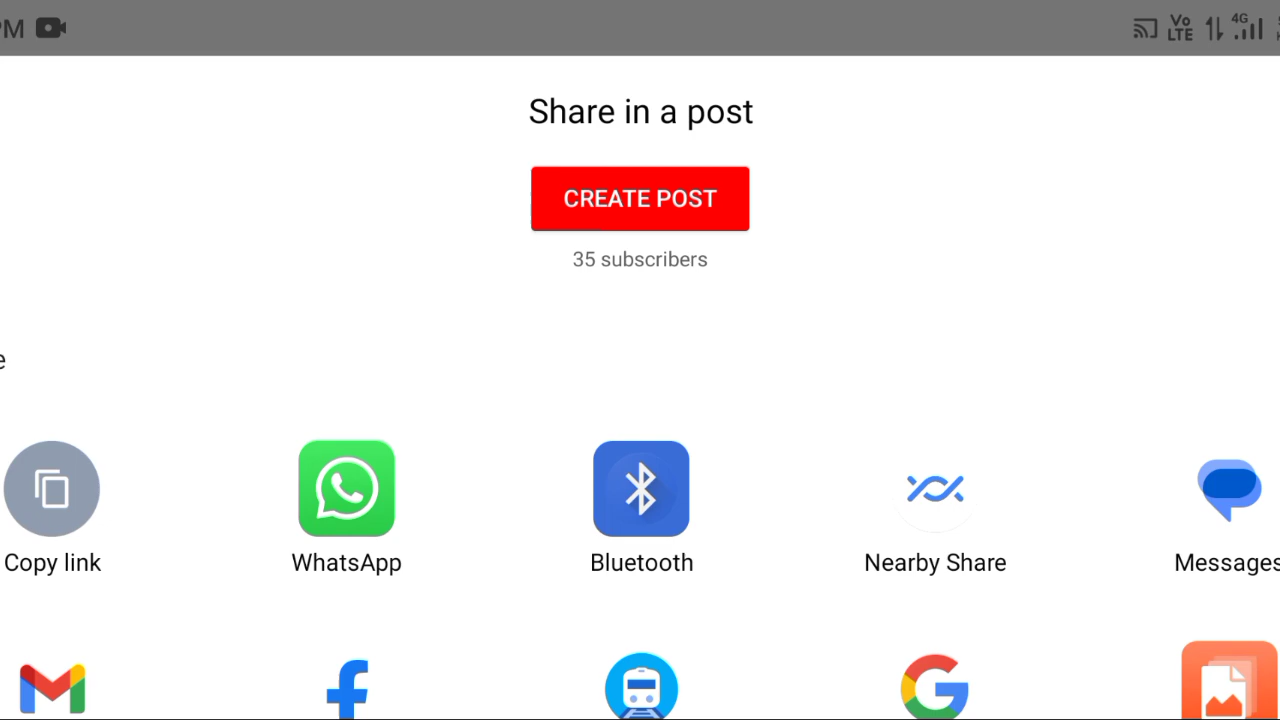 PM
Vo
LTE
4G
Share in a post
CREATE POST
35 subscribers
e
Copy link
WhatsApp
Bluetooth
Nearby Share
Messages